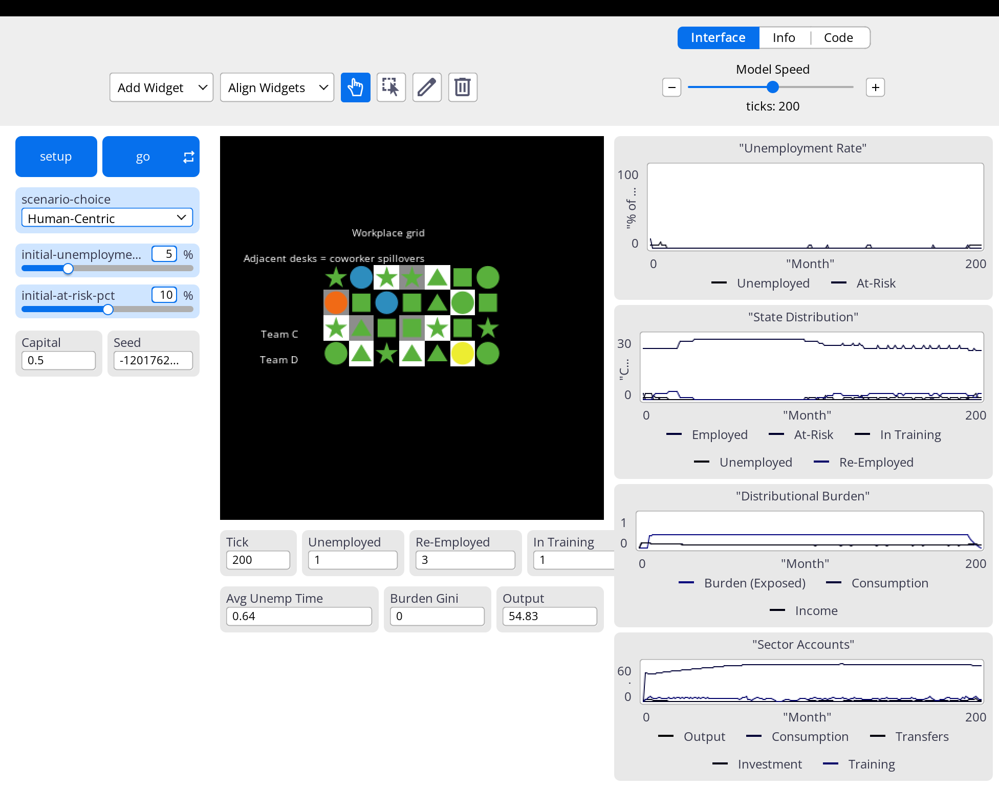 Interface Info Code
Model Speed
ticks: 200
Add Widget
Align Widgets
setup
go
scenario-choice
Human-Centric
initial-unemployme... 5 %
initial-at-risk-pct 10 %
Capital
0.5
Seed
-1201762...
Workplace grid
Adjacent desks = coworker spillovers
Team C
Team D
Tick
200
Unemployed
1
Re-Employed
3
In Training
1
Avg Unemp Time
0.64
Burden Gini
0
Output
54.83
"Unemployment Rate"
100
"% of ...
0
0 "Month" 200
Unemployed At-Risk
"State Distribution"
30
"C...
0
0 "Month" 200
Employed At-Risk In Training
Unemployed Re-Employed
"Distributional Burden"
1
0
0 "Month" 200
Burden (Exposed) Consumption
Income
"Sector Accounts"
60
0
0 "Month" 200
Output Consumption Transfers
Investment Training